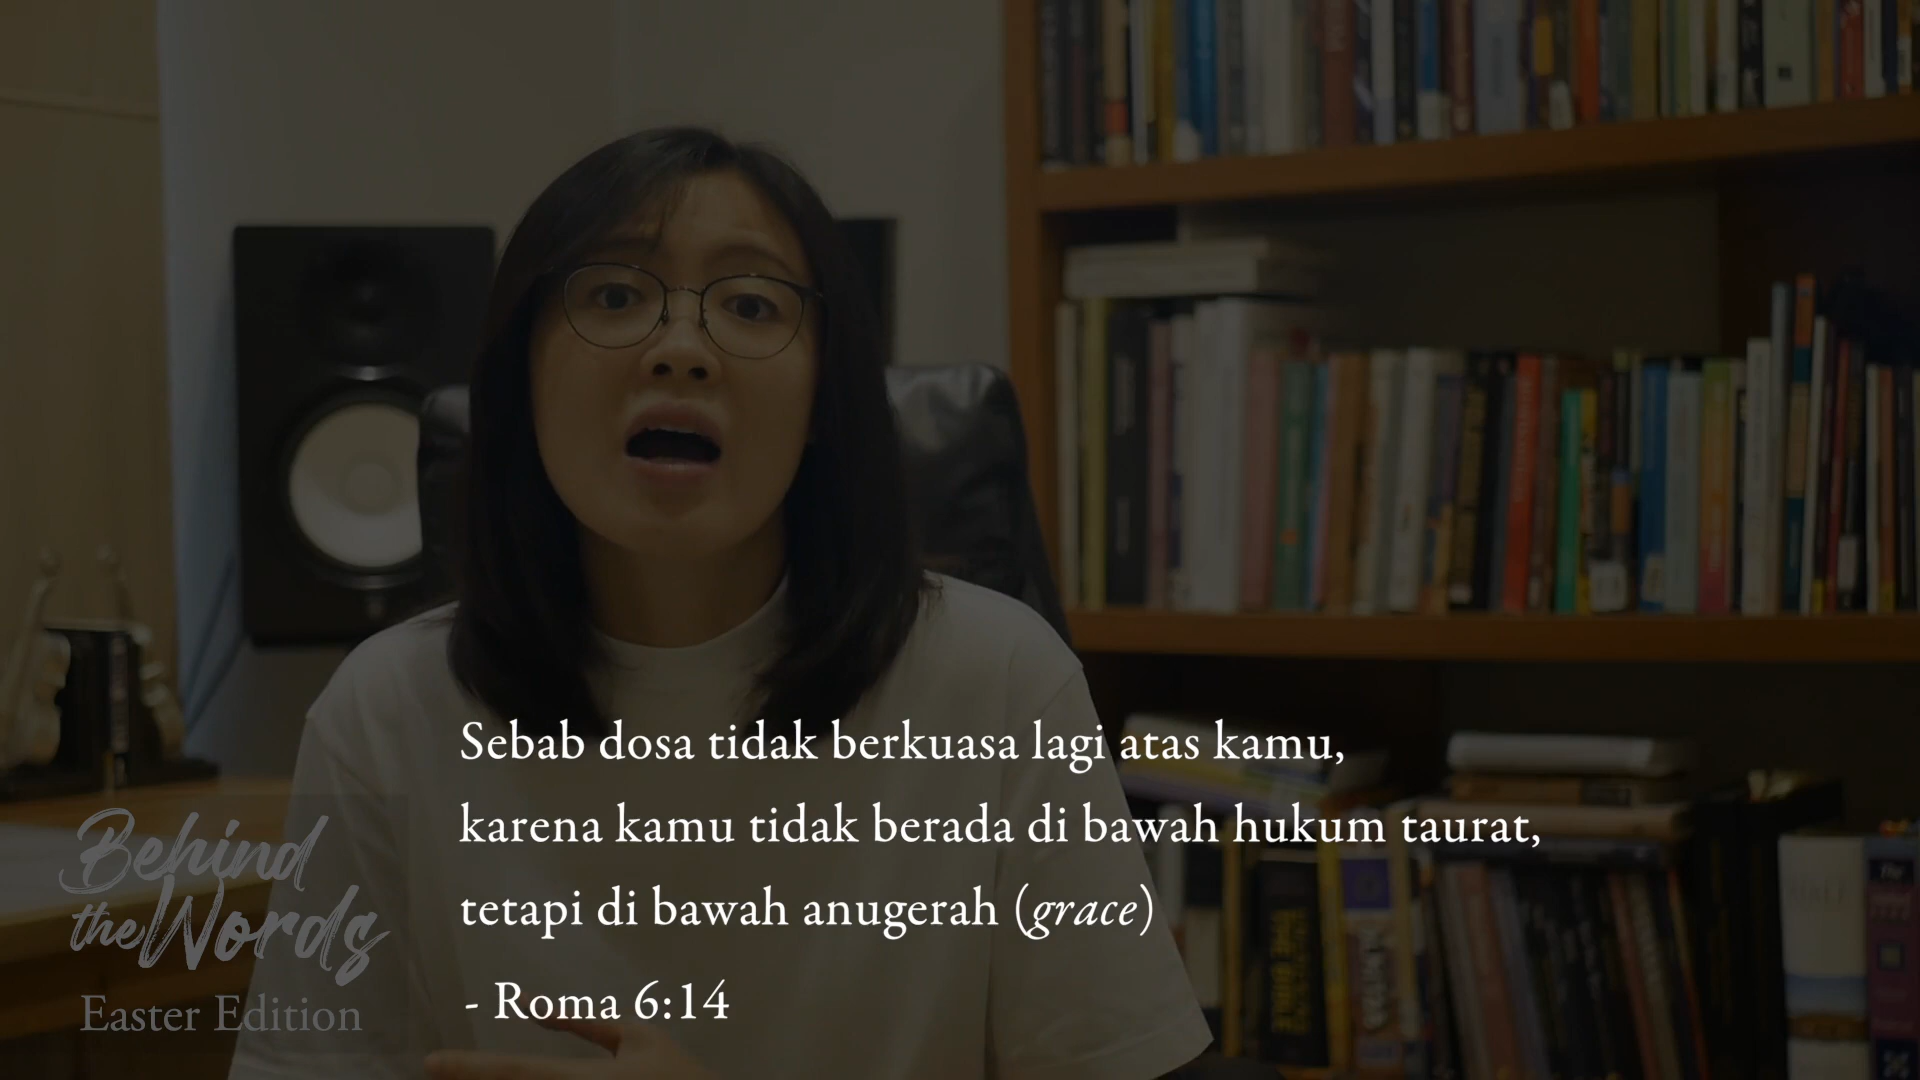 Sebab dosa tidak berkuasa lagi atas kamu,
karena kamu tidak berada di bawah hukum taurat,
tetapi di bawah anugerah (grace)
- Roma 6:14
Behind
the Words
Easter Edition